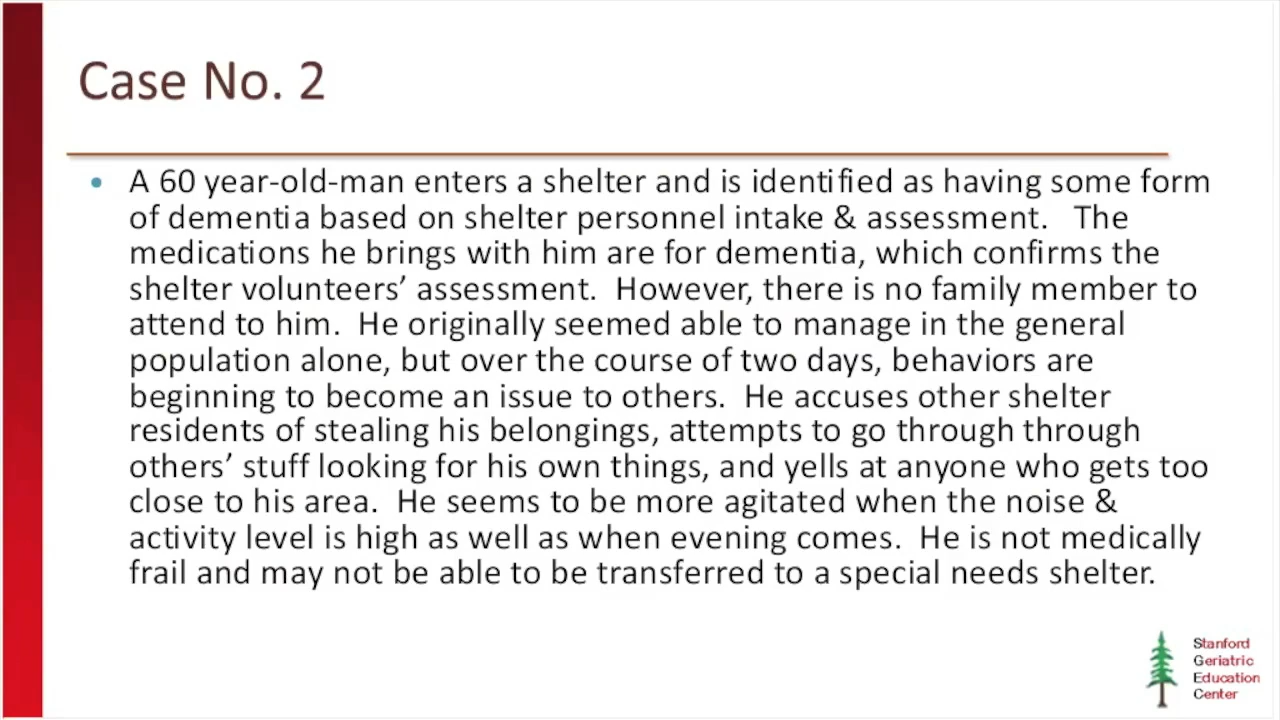 Case No. 2
• A 60 year-old-man enters a shelter and is identified as having some form
of dementia based on shelter personnel intake & assessment.   The
medications he brings with him are for dementia, which confirms the
shelter volunteers’ assessment.  However, there is no family member to
attend to him.  He originally seemed able to manage in the general
population alone, but over the course of two days, behaviors are
beginning to become an issue to others.  He accuses other shelter
residents of stealing his belongings, attempts to go through through
others’ stuff looking for his own things, and yells at anyone who gets too
close to his area.  He seems to be more agitated when the noise &
activity level is high as well as when evening comes.  He is not medically
frail and may not be able to be transferred to a special needs shelter.
Stanford
Geriatric
Education
Center